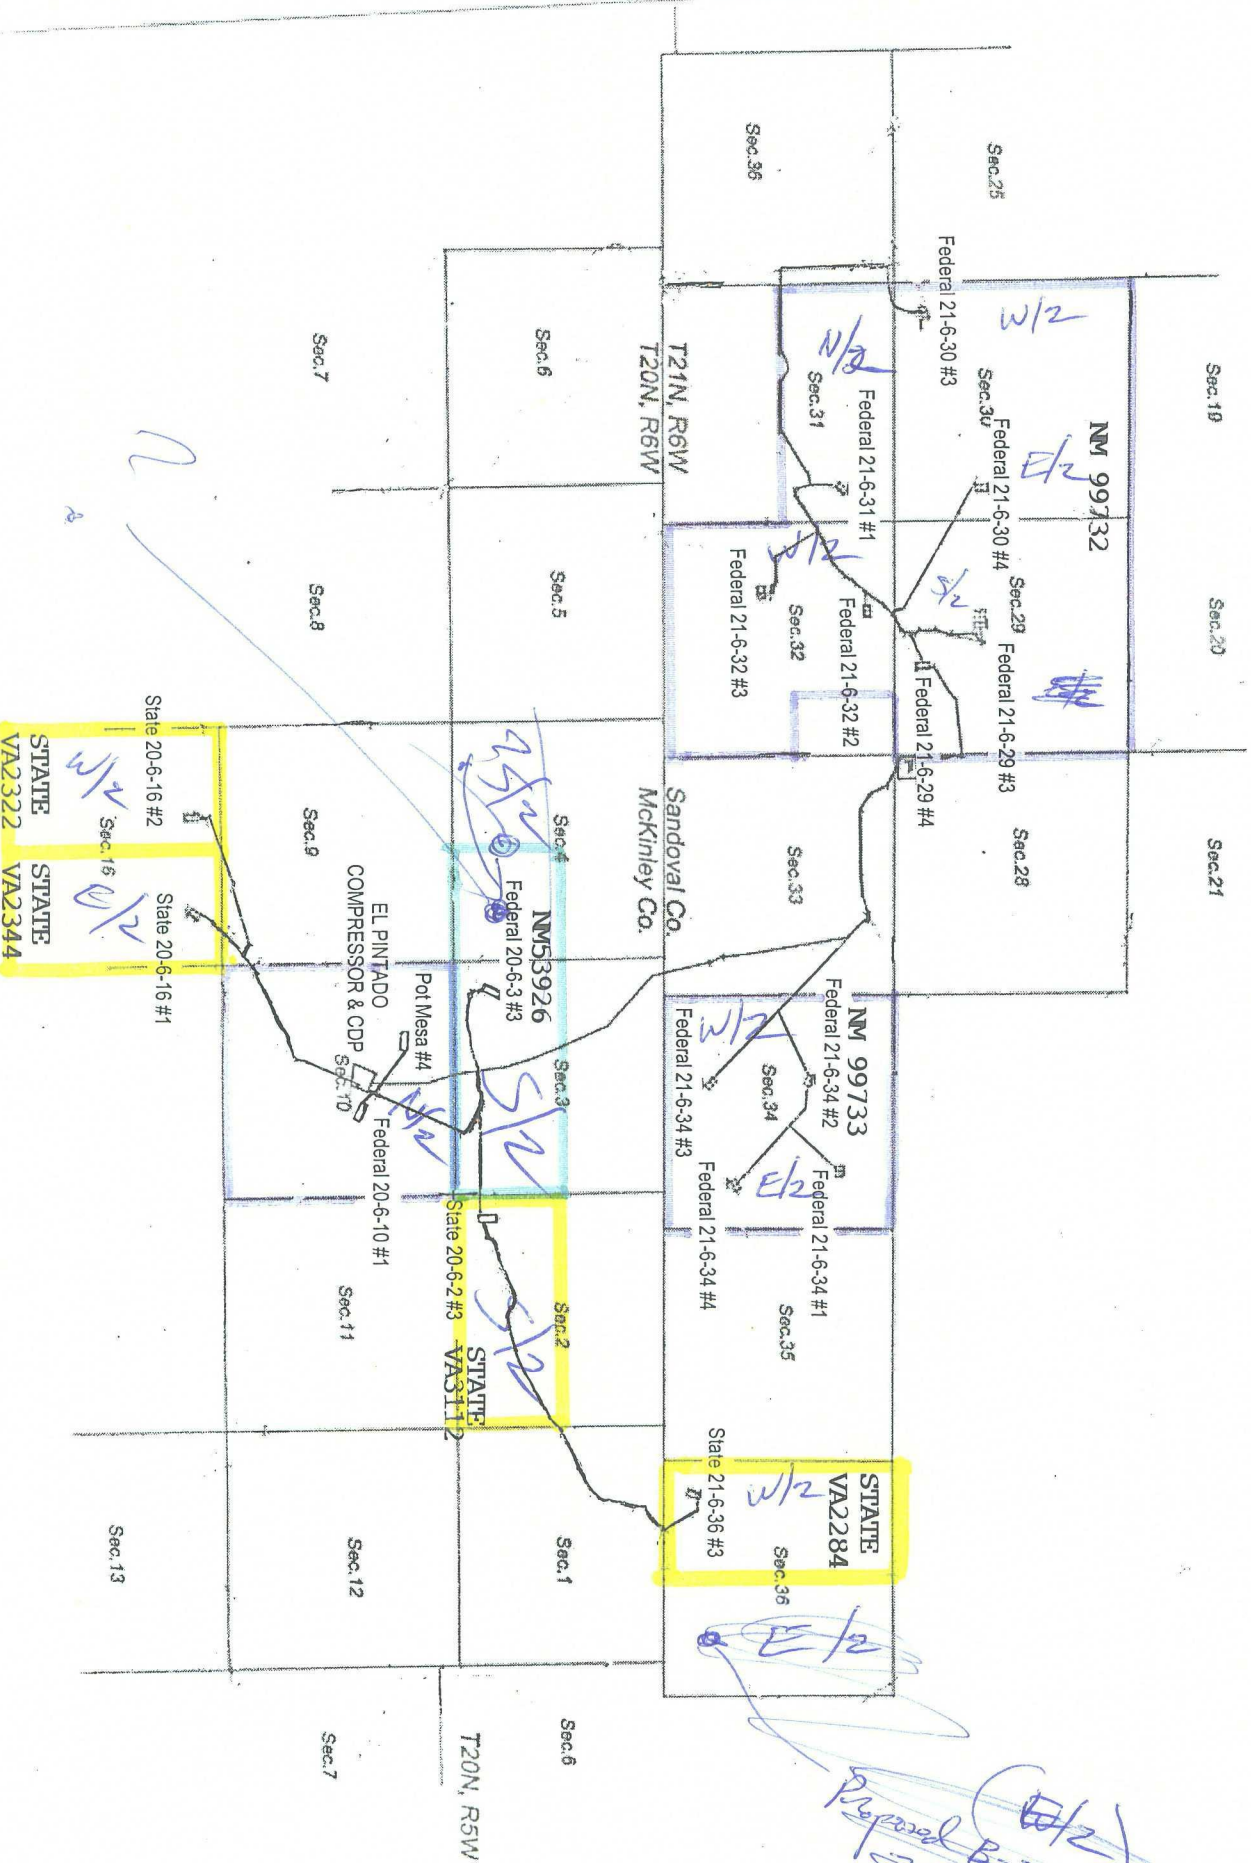 Sec.19
Sec.20
Sec.21
NM 99732
Sec.25
W/2
Sec.30
E/2
Federal 21-6-30 #3
Federal 21-6-30 #4
Sec.29
S/2
Federal 21-6-29 #3
Federal 21-6-29 #4
Sec.28
Sec.36
N/2
Sec.31
Federal 21-6-31 #1
W/2
Sec.32
Federal 21-6-32 #2
Federal 21-6-32 #3
Sec.33
NM 99733
Federal 21-6-34 #2
W/2
Sec.34
Federal 21-6-34 #3
E/2
Federal 21-6-34 #1
Federal 21-6-34 #4
Sec.35
STATE
VA2284
W/2
Sec.36
State 21-6-36 #3
E/2
E/2
T21N, R6W
T20N, R6W
Sandoval Co.
McKinley Co.
Sec.6
Sec.5
Sec.4
NM53926
Federal 20-6-3 #3
Sec.3
S/2
Sec.2
S/2
STATE
VA3112
State 20-6-2 #3
Sec.1
Sec.6
T20N, R5W
Sec.7
Sec.8
Sec.9
Pot Mesa #4
EL PINTADO
COMPRESSOR & CDP
Sec.10
N/2
Federal 20-6-10 #1
Sec.11
Sec.12
Sec.7
State 20-6-16 #2
W/2
Sec.16
State 20-6-16 #1
E/2
STATE
VA2322
STATE
VA2344
Sec.13